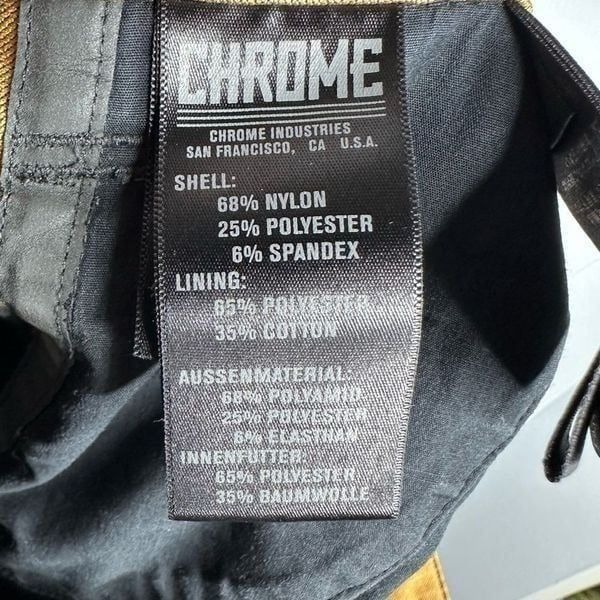 CHROME
CHROME INDUSTRIES
SAN FRANCISCO, CA U.S.A.
SHELL:
68% NYLON
25% POLYESTER
6% SPANDEX
LINING:
65% POLYESTER
35% COTTON
AUSSENMATERIAL:
68% POLYAMID
25% POLYESTER
6% ELASTHAN
INNENFUTTER:
65% POLYESTER
35% BAUMWOLLE